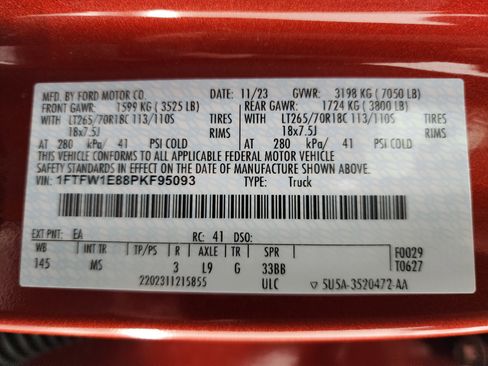 MFD. BY FORD MOTOR CO. DATE: 11/23 GVWR: 3198 KG ( 7050 LB)
FRONT GAWR: 1599 KG ( 3525 LB) REAR GAWR: 1724 KG ( 3800 LB)
WITH LT265/70R18C 113/110S TIRES WITH LT265/70R18C 113/110S TIRES
18x7.5J RIMS 18x7.5J RIMS
AT 280 kPa/ 41 PSI COLD AT 280 kPa/ 41 PSI COLD
THIS VEHICLE CONFORMS TO ALL APPLICABLE FEDERAL MOTOR VEHICLE
SAFETY STANDARDS IN EFFECT ON THE DATE OF MANUFACTURE SHOWN ABOVE.
VIN: 1FTFW1E88PKF95093 TYPE: Truck
EXT PNT: EA RC: 41 DSO:
WB INT TR TP/PS R AXLE TR SPR F0029
145 MS 3 L9 G 33BB T0627
2202311215855 ULC 5U5A-3520472-AA